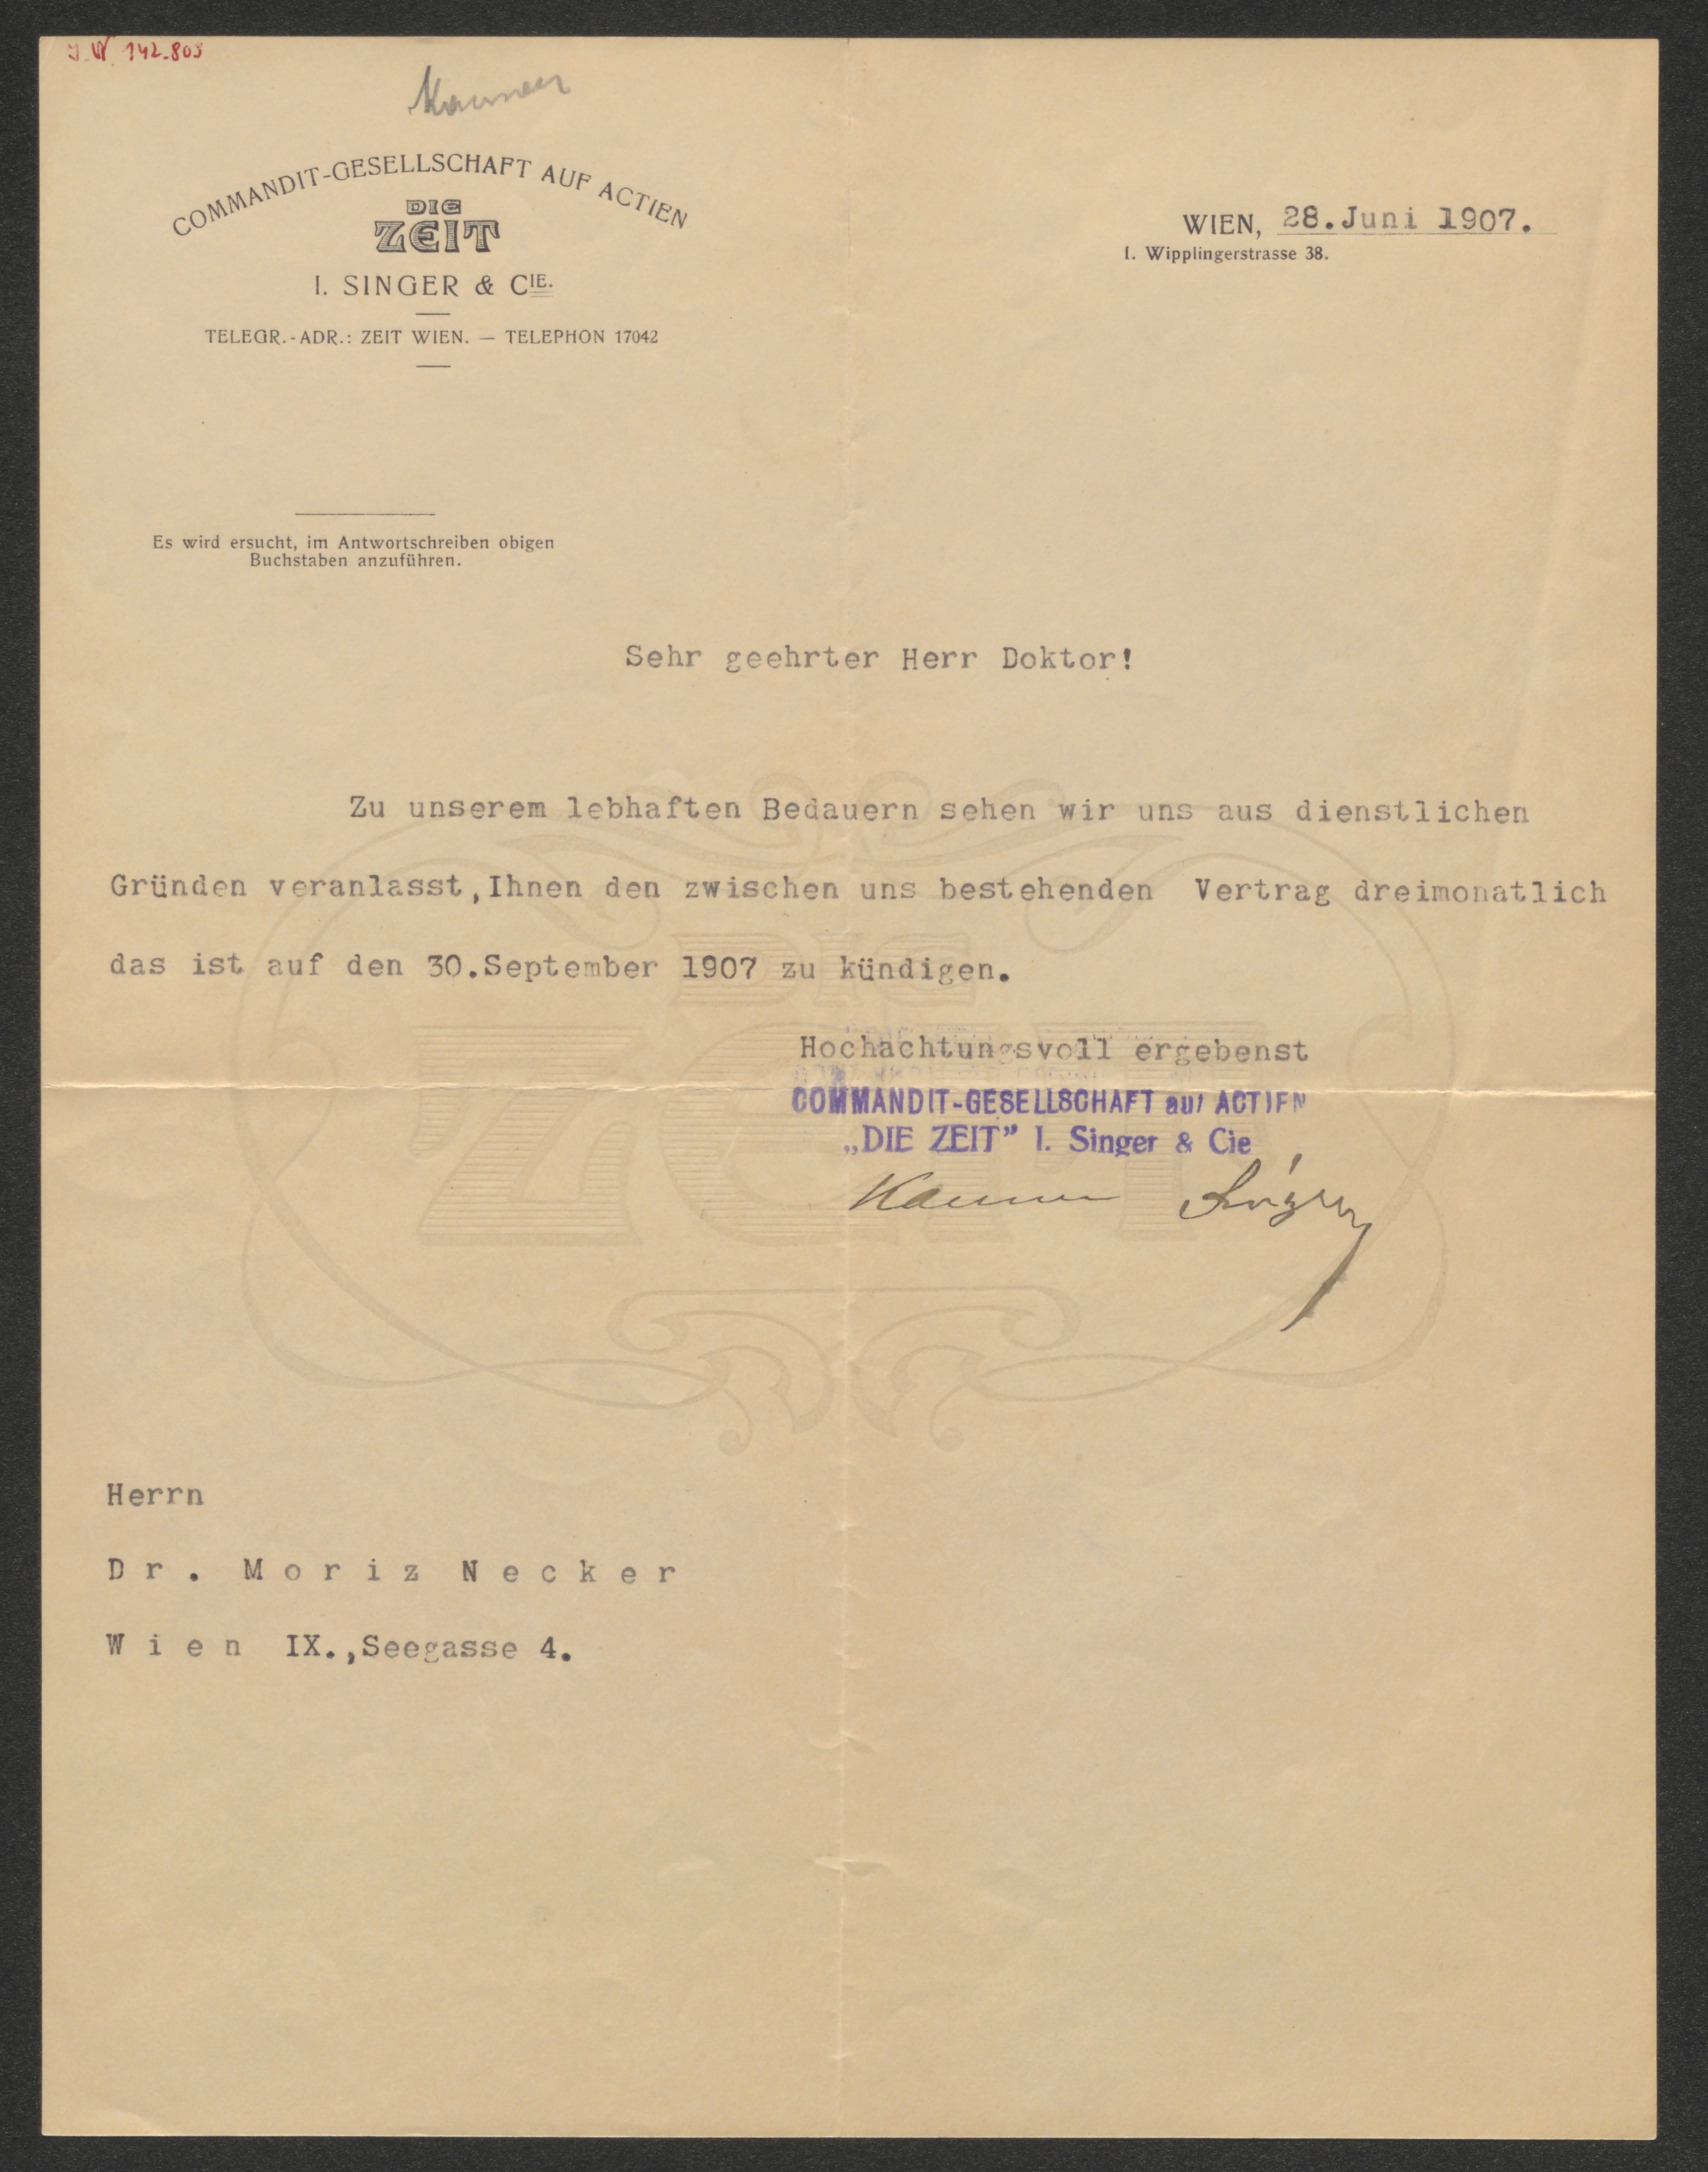 J.N. 142.803
Kanner
COMMANDIT-GESELLSCHAFT AUF ACTIEN
DIE
ZEIT
I. SINGER & CIE.
TELEGR.-ADR.: ZEIT WIEN. — TELEPHON 17042
WIEN, 28.Juni 1907.
I. Wipplingerstrasse 38.
Es wird ersucht, im Antwortschreiben obigen
Buchstaben anzuführen.
Sehr geehrter Herr Doktor!
Zu unserem lebhaften Bedauern sehen wir uns aus dienstlichen
Gründen veranlasst,Ihnen den zwischen uns bestehenden Vertrag dreimonatlich
das ist auf den 30.September 1907 zu kündigen.
Hochachtungsvoll ergebenst
COMMANDIT-GESELLSCHAFT auf ACTIEN
„DIE ZEIT” I. Singer & Cie
Kanner Singer
DIE
ZEIT
Herrn
Dr. Moriz Necker
Wien IX.,Seegasse 4.